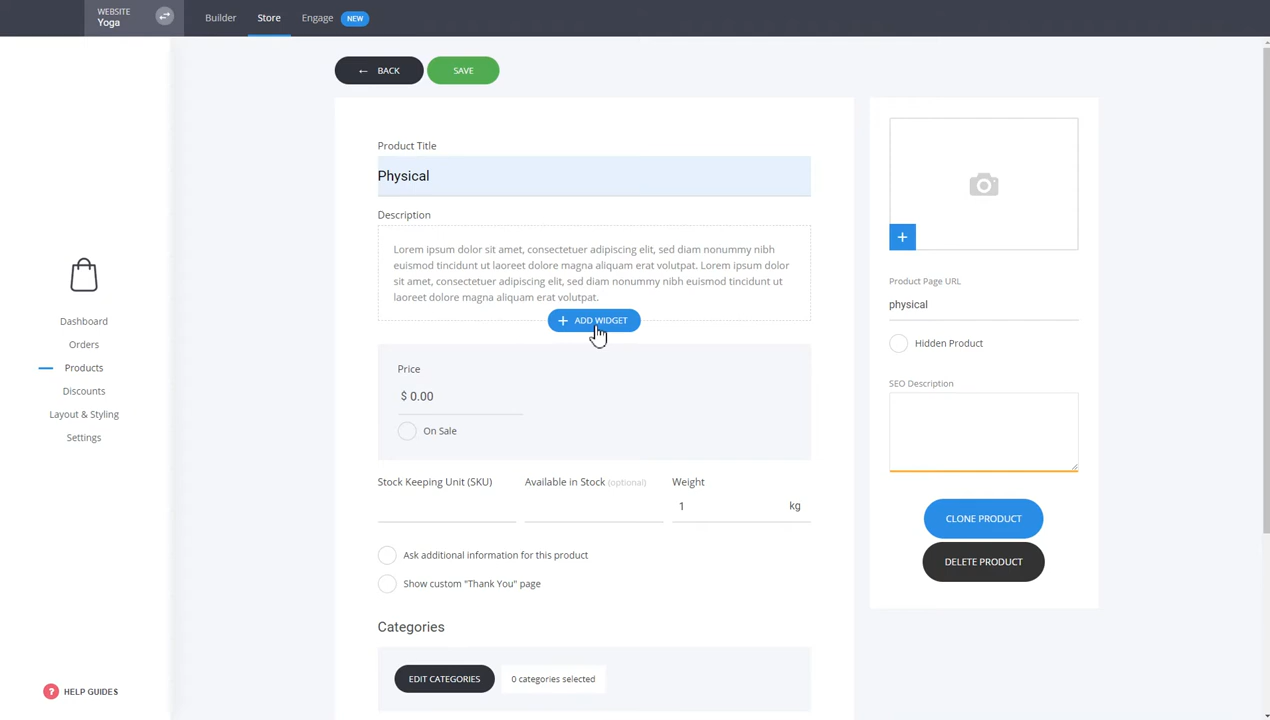 WEBSITE
Yoga
Builder
Store
Engage
NEW
← BACK
SAVE
Product Title
Physical
Description
Lorem ipsum dolor sit amet, consectetuer adipiscing elit, sed diam nonummy nibh
euismod tincidunt ut laoreet dolore magna aliquam erat volutpat. Lorem ipsum dolor
sit amet, consectetuer adipiscing elit, sed diam nonummy nibh euismod tincidunt ut
laoreet dolore magna aliquam erat volutpat.
+ ADD WIDGET
Price
$ 0.00
On Sale
Stock Keeping Unit (SKU)
Available in Stock (optional)
Weight
1 kg
Ask additional information for this product
Show custom "Thank You" page
Categories
EDIT CATEGORIES
0 categories selected
Product Page URL
physical
Hidden Product
SEO Description
CLONE PRODUCT
DELETE PRODUCT
Dashboard
Orders
Products
Discounts
Layout & Styling
Settings
? HELP GUIDES